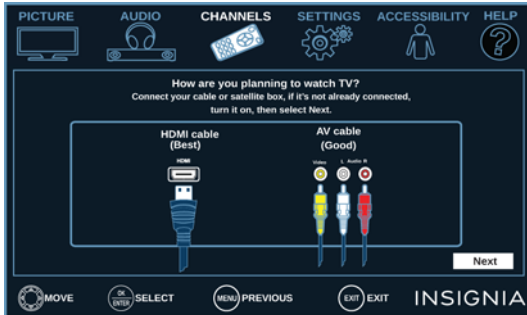 PICTURE AUDIO CHANNELS SETTINGS ACCESSIBILITY HELP
?
How are you planning to watch TV?
Connect your cable or satellite box, if it's not already connected,
turn it on, then select Next.
HDMI cable
(Best)
HDMI
AV cable
(Good)
Video L Audio R
Next
MOVE OK ENTER SELECT MENU PREVIOUS EXIT EXIT INSIGNIA